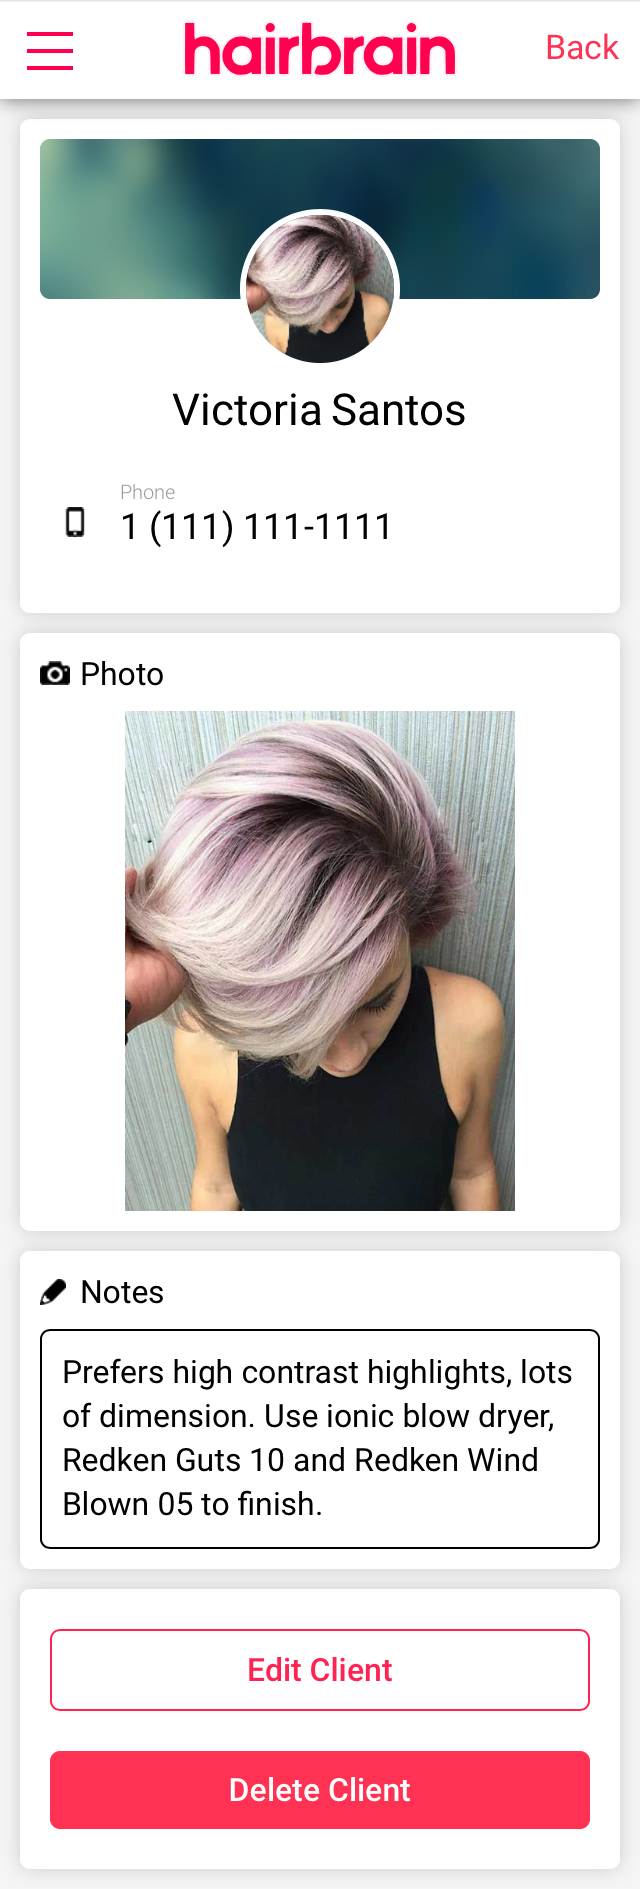 hairbrain
Back
Victoria Santos
Phone
1 (111) 111-1111
Photo
Notes
Prefers high contrast highlights, lots
of dimension. Use ionic blow dryer,
Redken Guts 10 and Redken Wind
Blown 05 to finish.
Edit Client
Delete Client